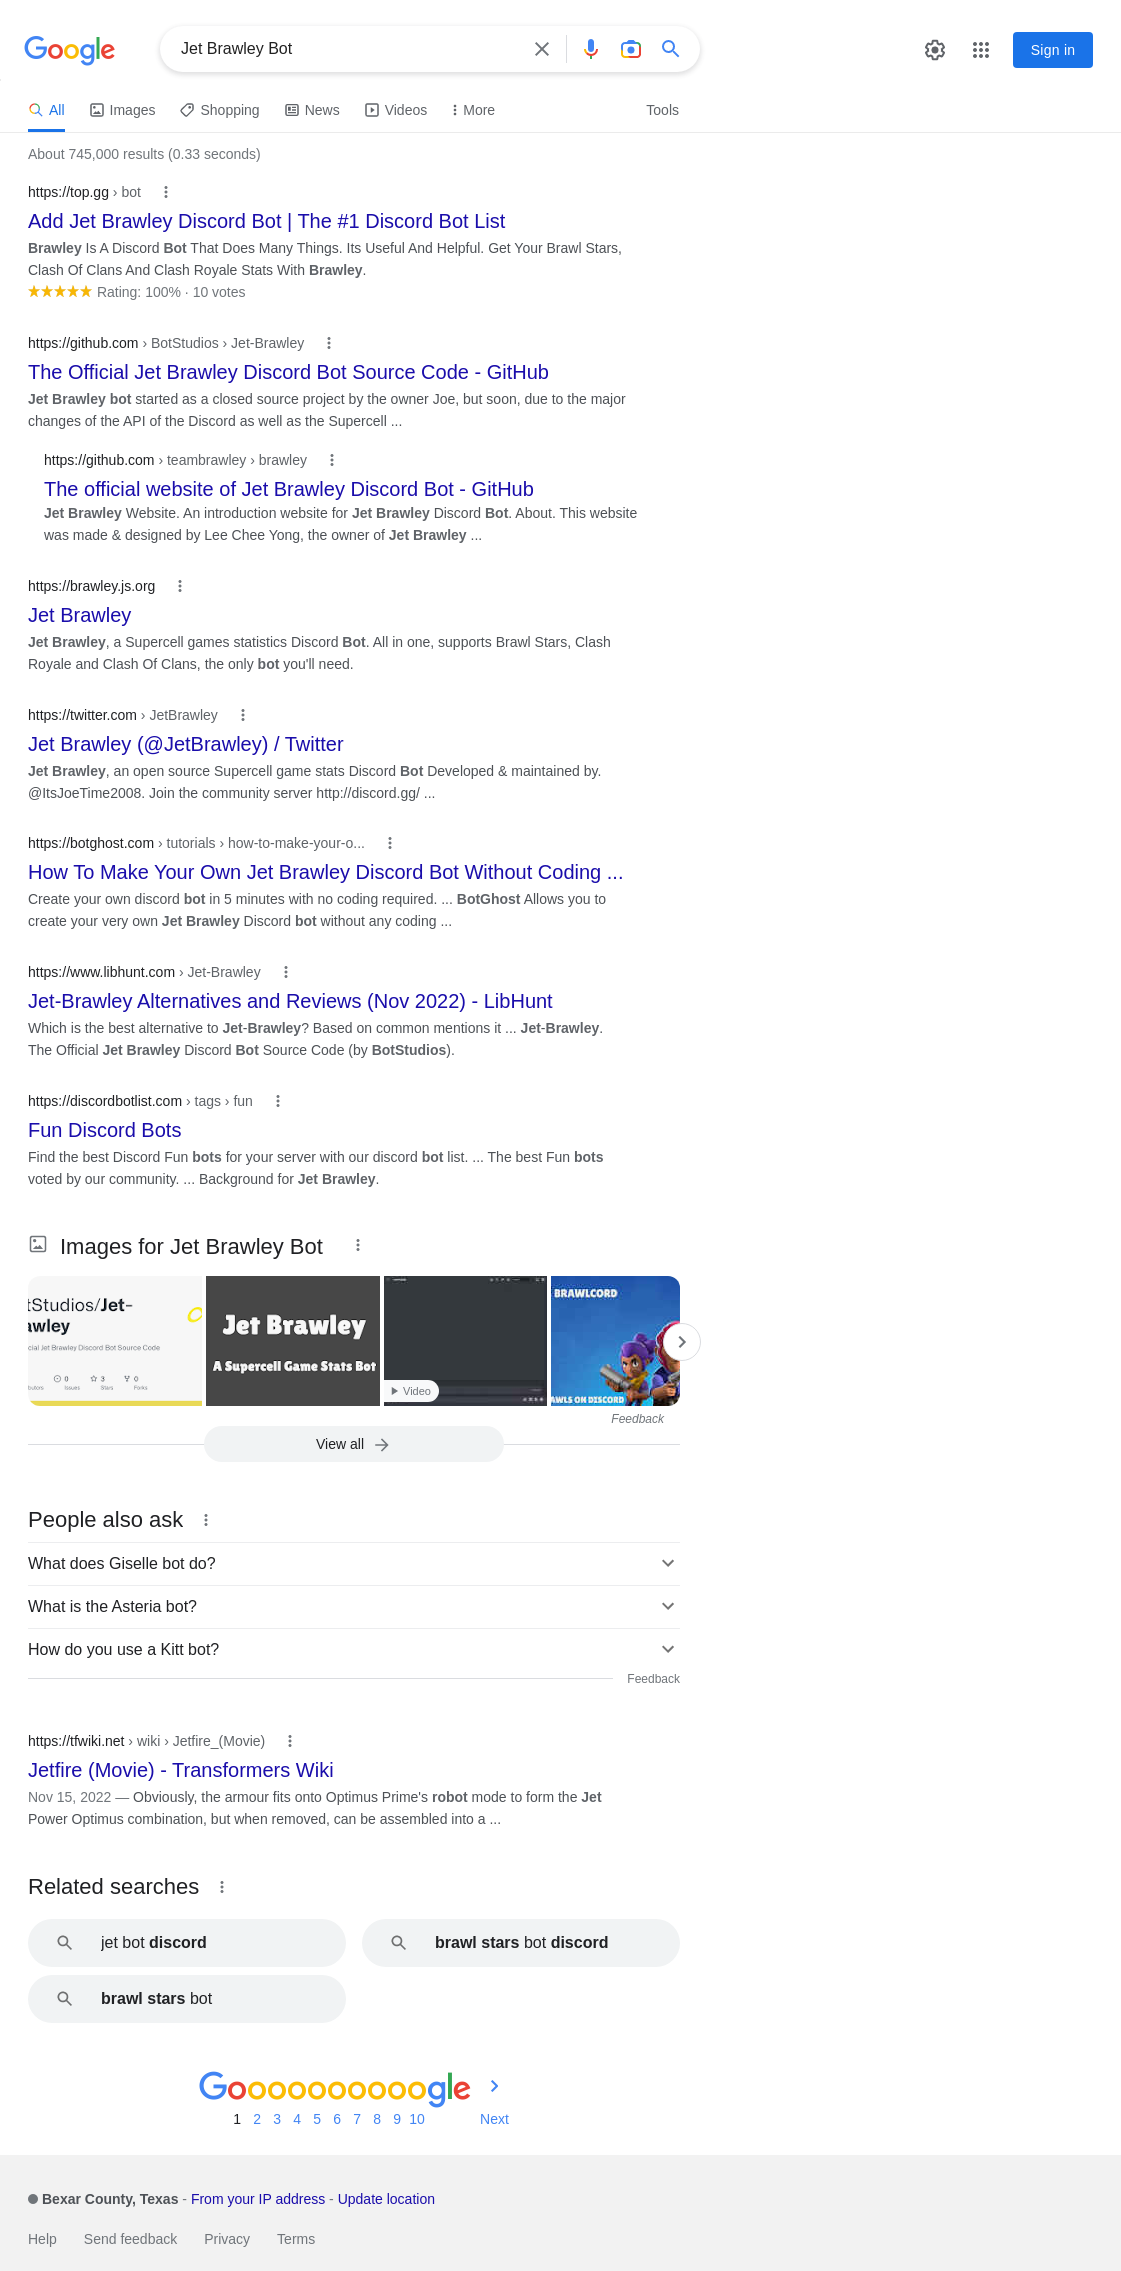 Google
Jet Brawley Bot
Sign in
All
Images
Shopping
News
Videos
More
Tools
About 745,000 results (0.33 seconds)
https://top.gg › bot
Add Jet Brawley Discord Bot | The #1 Discord Bot List
Brawley Is A Discord Bot That Does Many Things. Its Useful And Helpful. Get Your Brawl Stars,
Clash Of Clans And Clash Royale Stats With Brawley.
Rating: 100% · 10 votes
https://github.com › BotStudios › Jet-Brawley
The Official Jet Brawley Discord Bot Source Code - GitHub
Jet Brawley bot started as a closed source project by the owner Joe, but soon, due to the major
changes of the API of the Discord as well as the Supercell ...
https://github.com › teambrawley › brawley
The official website of Jet Brawley Discord Bot - GitHub
Jet Brawley Website. An introduction website for Jet Brawley Discord Bot. About. This website
was made & designed by Lee Chee Yong, the owner of Jet Brawley ...
https://brawley.js.org
Jet Brawley
Jet Brawley, a Supercell games statistics Discord Bot. All in one, supports Brawl Stars, Clash
Royale and Clash Of Clans, the only bot you'll need.
https://twitter.com › JetBrawley
Jet Brawley (@JetBrawley) / Twitter
Jet Brawley, an open source Supercell game stats Discord Bot Developed & maintained by.
@ItsJoeTime2008. Join the community server http://discord.gg/ ...
https://botghost.com › tutorials › how-to-make-your-o...
How To Make Your Own Jet Brawley Discord Bot Without Coding ...
Create your own discord bot in 5 minutes with no coding required. ... BotGhost Allows you to
create your very own Jet Brawley Discord bot without any coding ...
https://www.libhunt.com › Jet-Brawley
Jet-Brawley Alternatives and Reviews (Nov 2022) - LibHunt
Which is the best alternative to Jet-Brawley? Based on common mentions it ... Jet-Brawley.
The Official Jet Brawley Discord Bot Source Code (by BotStudios).
https://discordbotlist.com › tags › fun
Fun Discord Bots
Find the best Discord Fun bots for your server with our discord bot list. ... The best Fun bots
voted by our community. ... Background for Jet Brawley.
Images for Jet Brawley Bot
tStudios/Jet-
awley
cial Jet Brawley Discord Bot Source Code
0 3 0
butors Issues Stars Forks
Jet Brawley
A Supercell Game Stats Bot
Video
BRAWLCORD
AWLS ON DISCORD
Feedback
View all
People also ask
What does Giselle bot do?
What is the Asteria bot?
How do you use a Kitt bot?
Feedback
https://tfwiki.net › wiki › Jetfire_(Movie)
Jetfire (Movie) - Transformers Wiki
Nov 15, 2022 — Obviously, the armour fits onto Optimus Prime's robot mode to form the Jet
Power Optimus combination, but when removed, can be assembled into a ...
Related searches
jet bot discord
brawl stars bot discord
brawl stars bot
Goooooooooogle
1 2 3 4 5 6 7 8 9 10 Next
Bexar County, Texas - From your IP address - Update location
Help Send feedback Privacy Terms